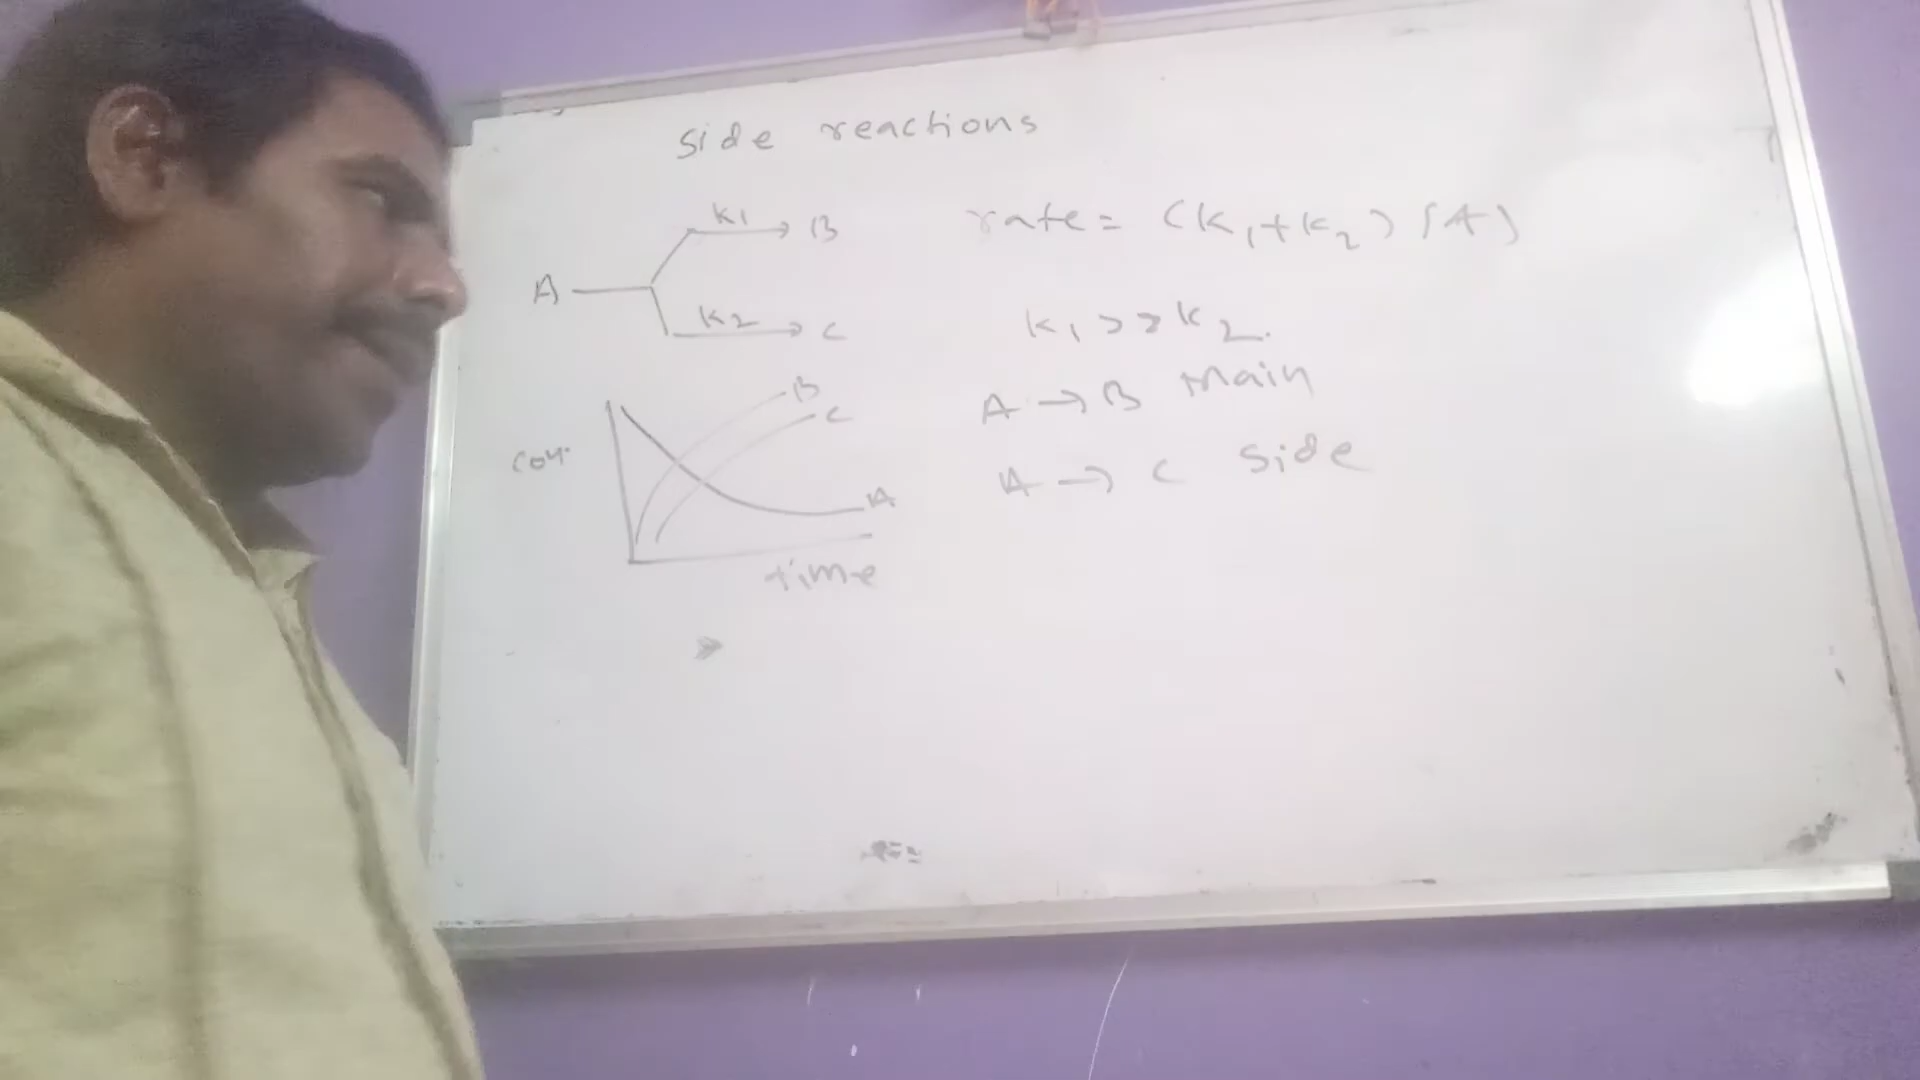 side reactions
K1 → B
rate = (K1+K2) [A)
A
K2 → C
K1 >> K2.
A → B Main
A → C Side
B
C
con.
A
time